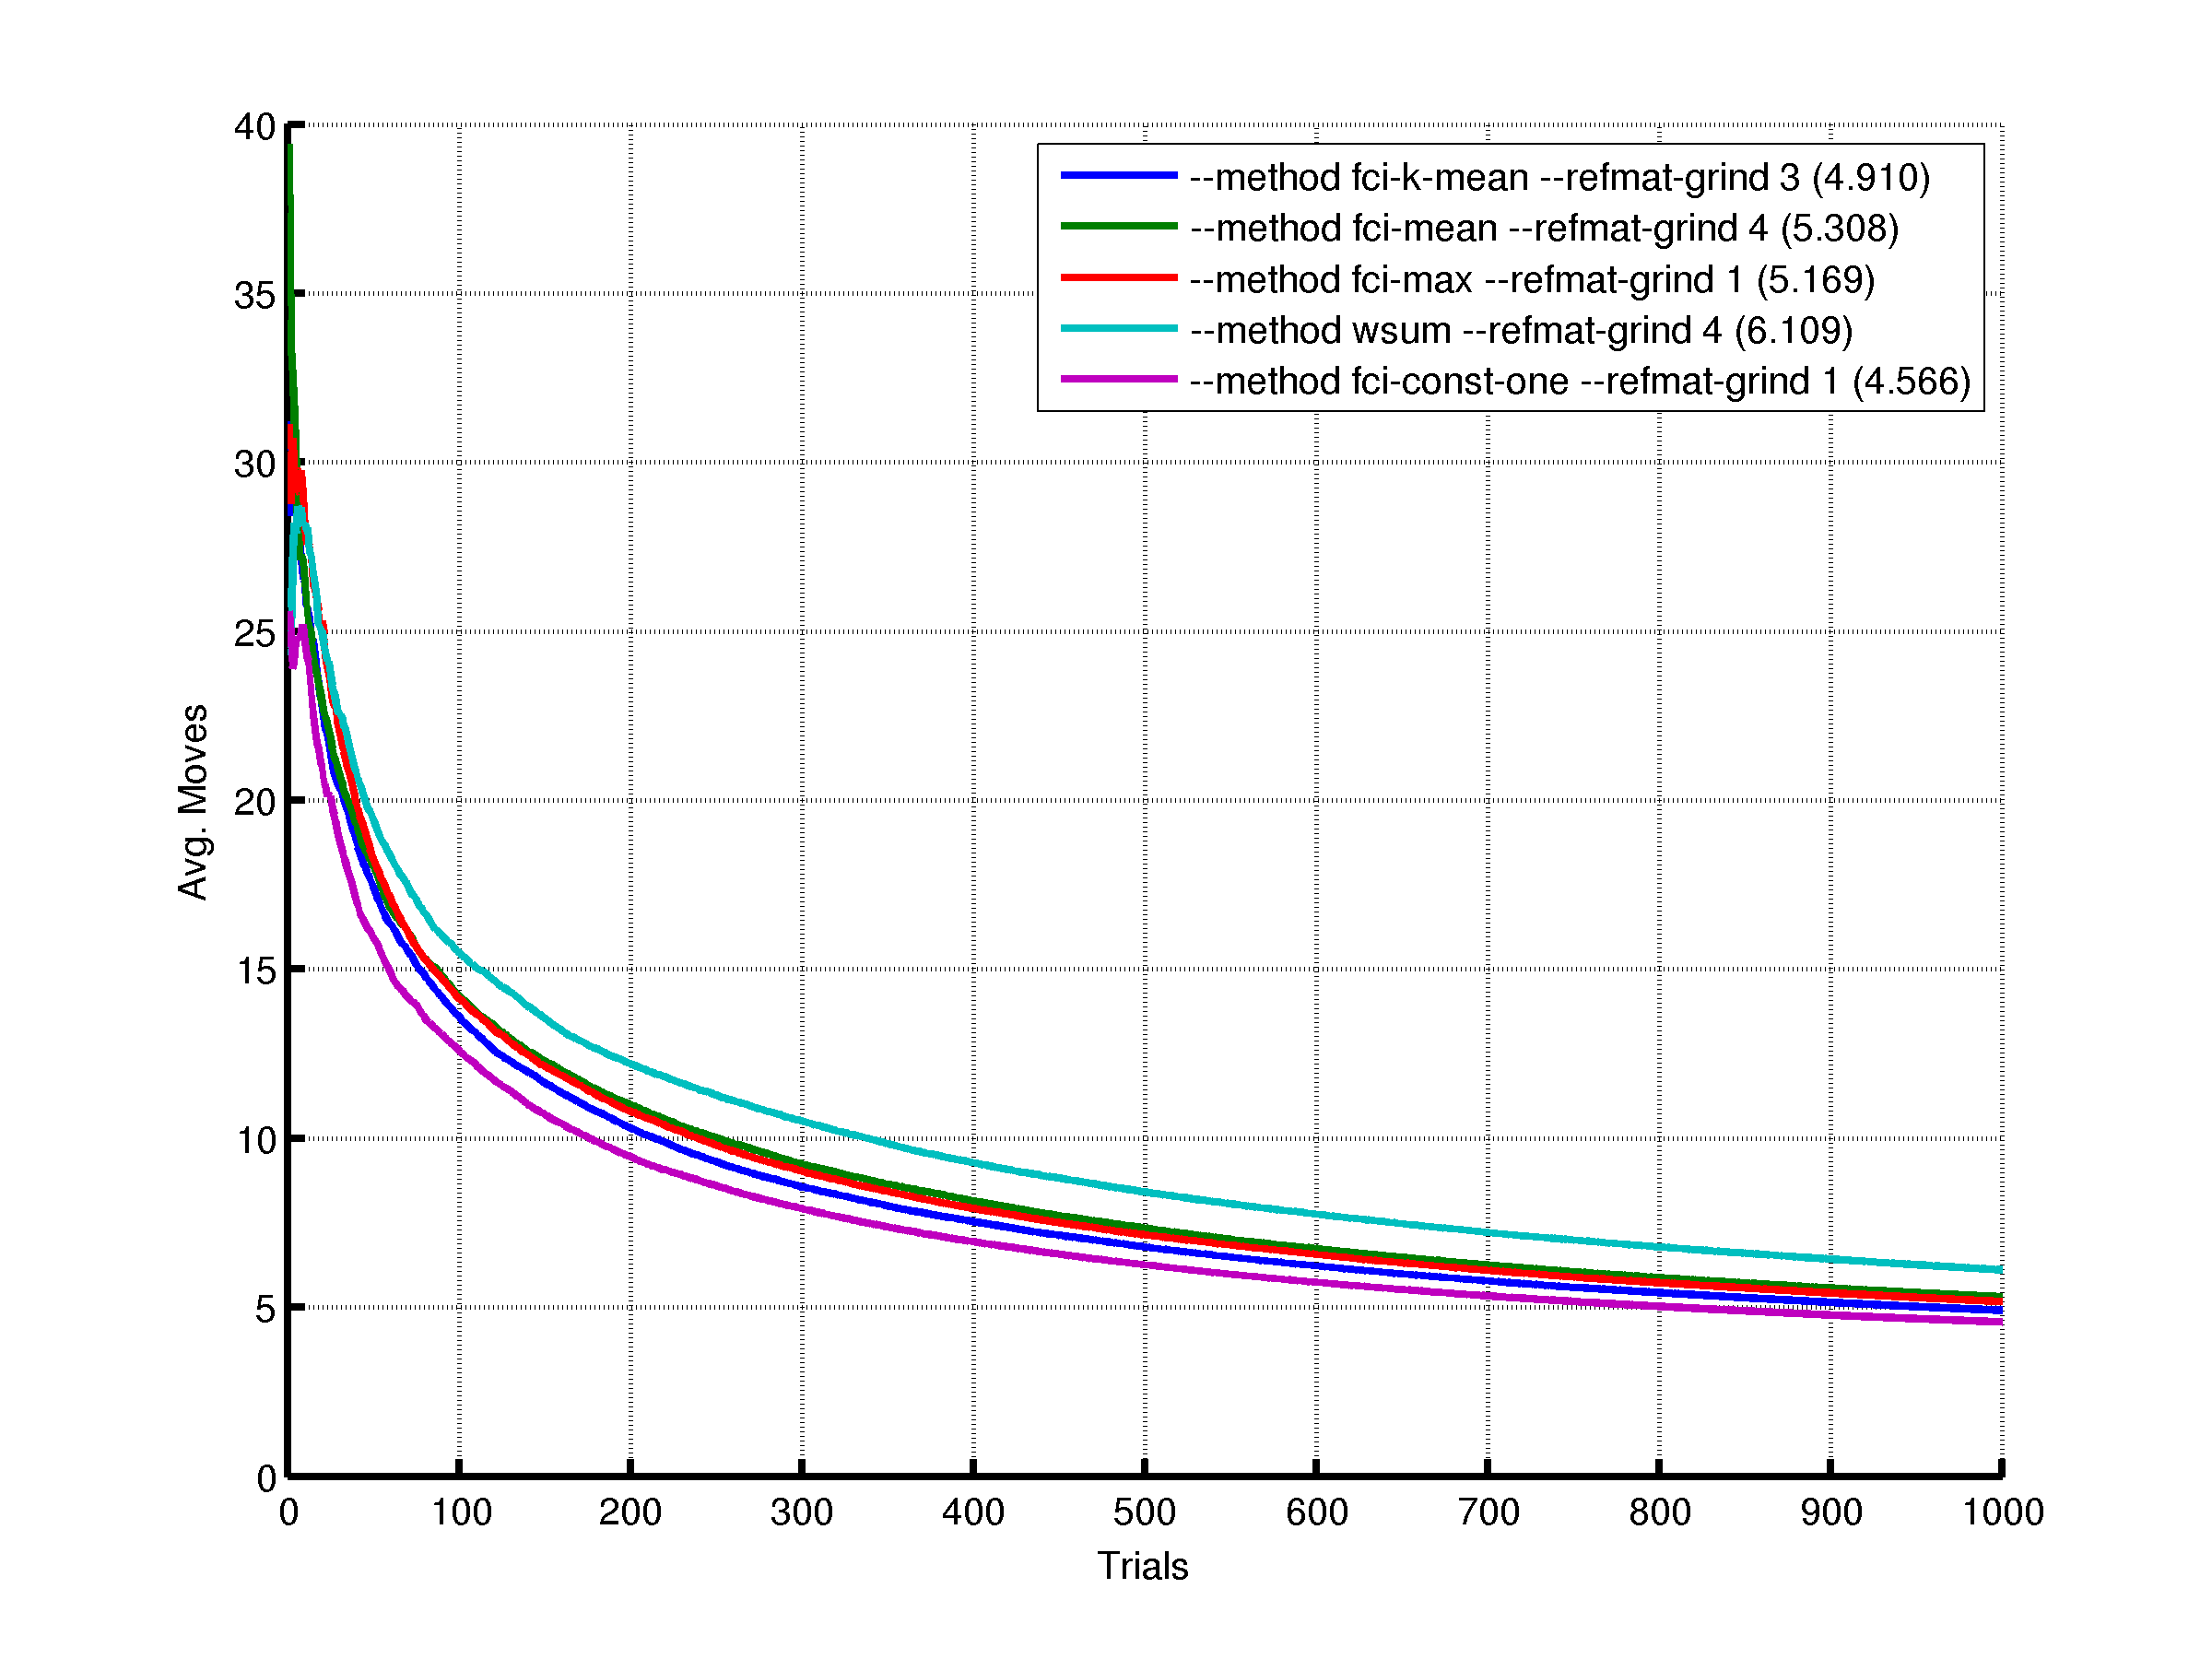 40
35
30
25
20
15
10
5
0
Avg. Moves
--method fci-k-mean --refmat-grind 3 (4.910)
--method fci-mean --refmat-grind 4 (5.308)
--method fci-max --refmat-grind 1 (5.169)
--method wsum --refmat-grind 4 (6.109)
--method fci-const-one --refmat-grind 1 (4.566)
0 100 200 300 400 500 600 700 800 900 1000
Trials